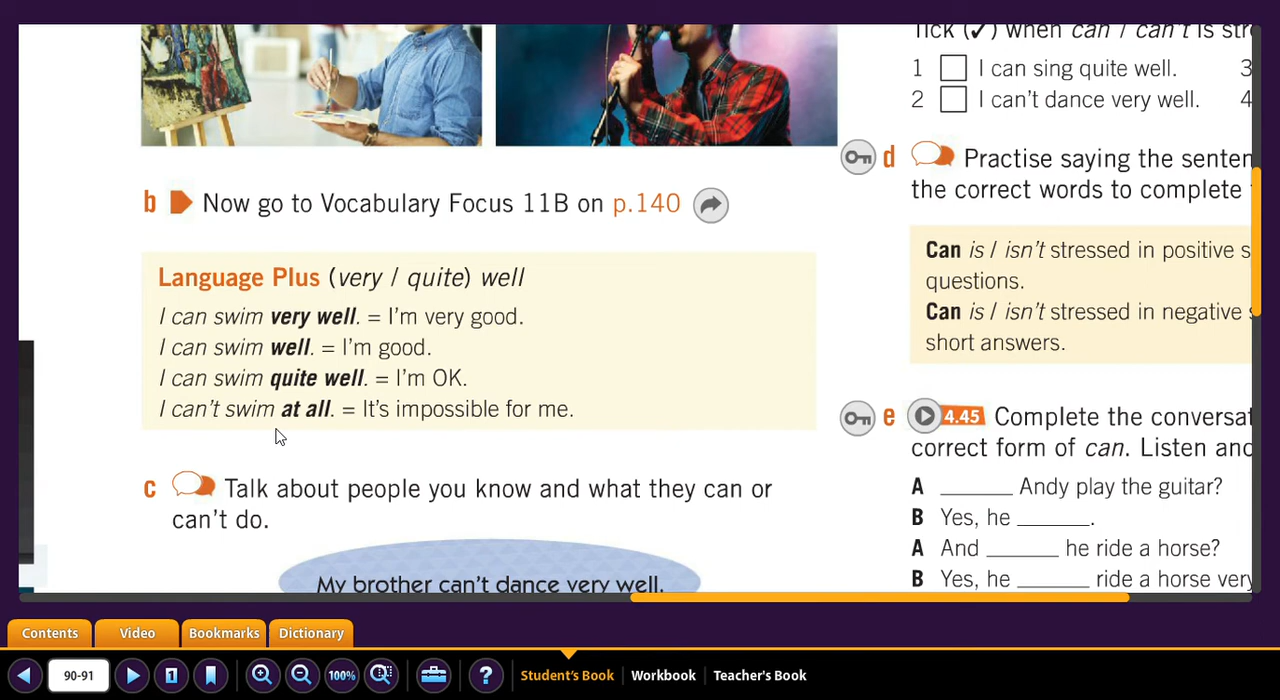 b Now go to Vocabulary Focus 11B on p.140
Language Plus (very / quite) well
I can swim very well. = I'm very good.
I can swim well. = I'm good.
I can swim quite well. = I'm OK.
I can't swim at all. = It's impossible for me.
c Talk about people you know and what they can or
can't do.
My brother can't dance very well.
Tick (✓) when can / can't is
1 I can sing quite well. 3
2 I can't dance very well. 4
d Practise saying the
the correct words to complete
Can is / isn't stressed in positive
questions.
Can is / isn't stressed in negative
short answers.
e 4.45 Complete the
correct form of can. Listen
A _______ Andy play the guitar?
B Yes, he _______.
A And _______ he ride a horse?
B Yes, he _______ ride a horse
Contents Video Bookmarks Dictionary
90-91 1 100% ? Student's Book Workbook Teacher's Book